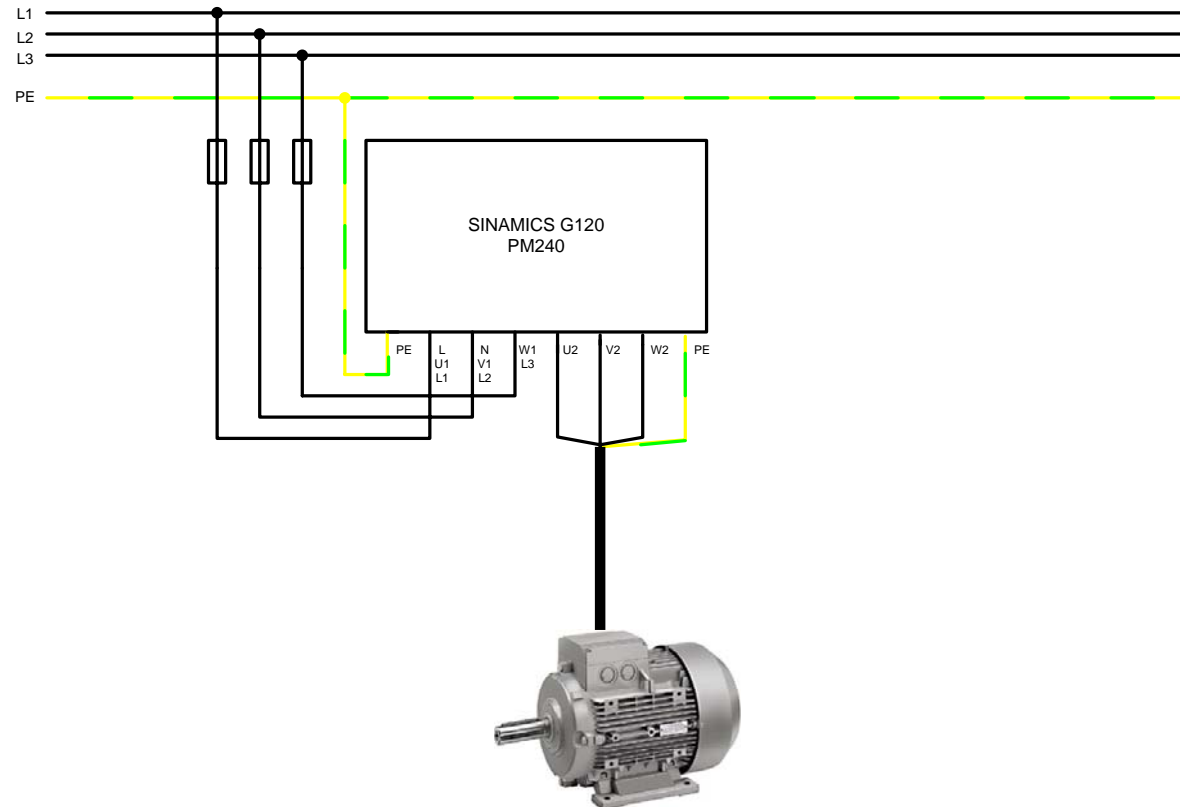 L1
L2
L3
PE
SINAMICS G120
PM240
PE L N W1 U2 V2 W2 PE
U1 V1 L3
L1 L2